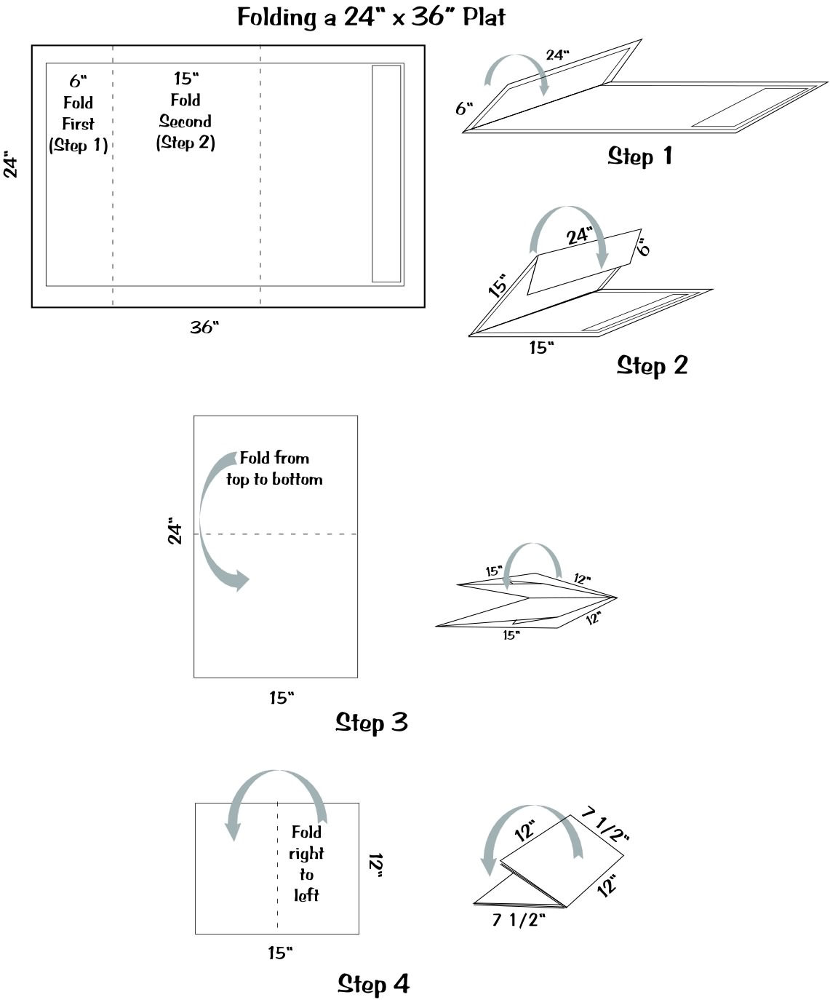 Folding a 24" x 36" Plat
6"
Fold
First
(Step 1)
15"
Fold
Second
(Step 2)
24"
36"
24"
6"
Step 1
24"
6"
15"
15"
Step 2
Fold from
top to bottom
24"
15"
15"
12"
12"
15"
Step 3
Fold
right
to
left
12"
15"
12"
7 1/2"
12"
7 1/2"
Step 4